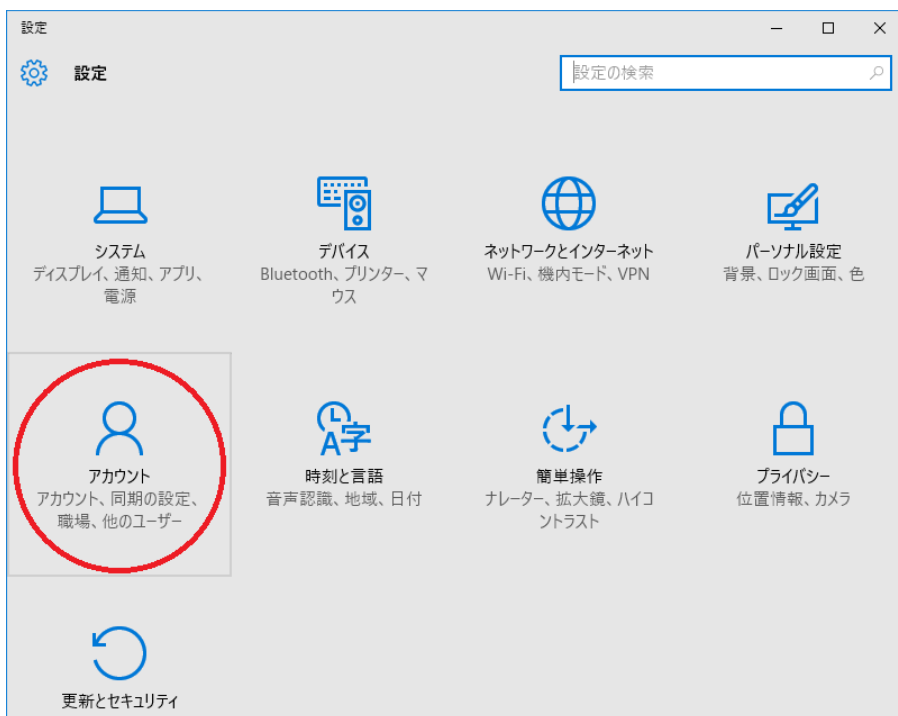 設定
設定
設定の検索
システム
ディスプレイ、通知、アプリ、
電源
デバイス
Bluetooth、プリンター、マ
ウス
ネットワークとインターネット
Wi-Fi、機内モード、VPN
パーソナル設定
背景、ロック画面、色
アカウント
アカウント、同期の設定、
職場、他のユーザー
時刻と言語
音声認識、地域、日付
簡単操作
ナレーター、拡大鏡、ハイコ
ントラスト
プライバシー
位置情報、カメラ
更新とセキュリティ